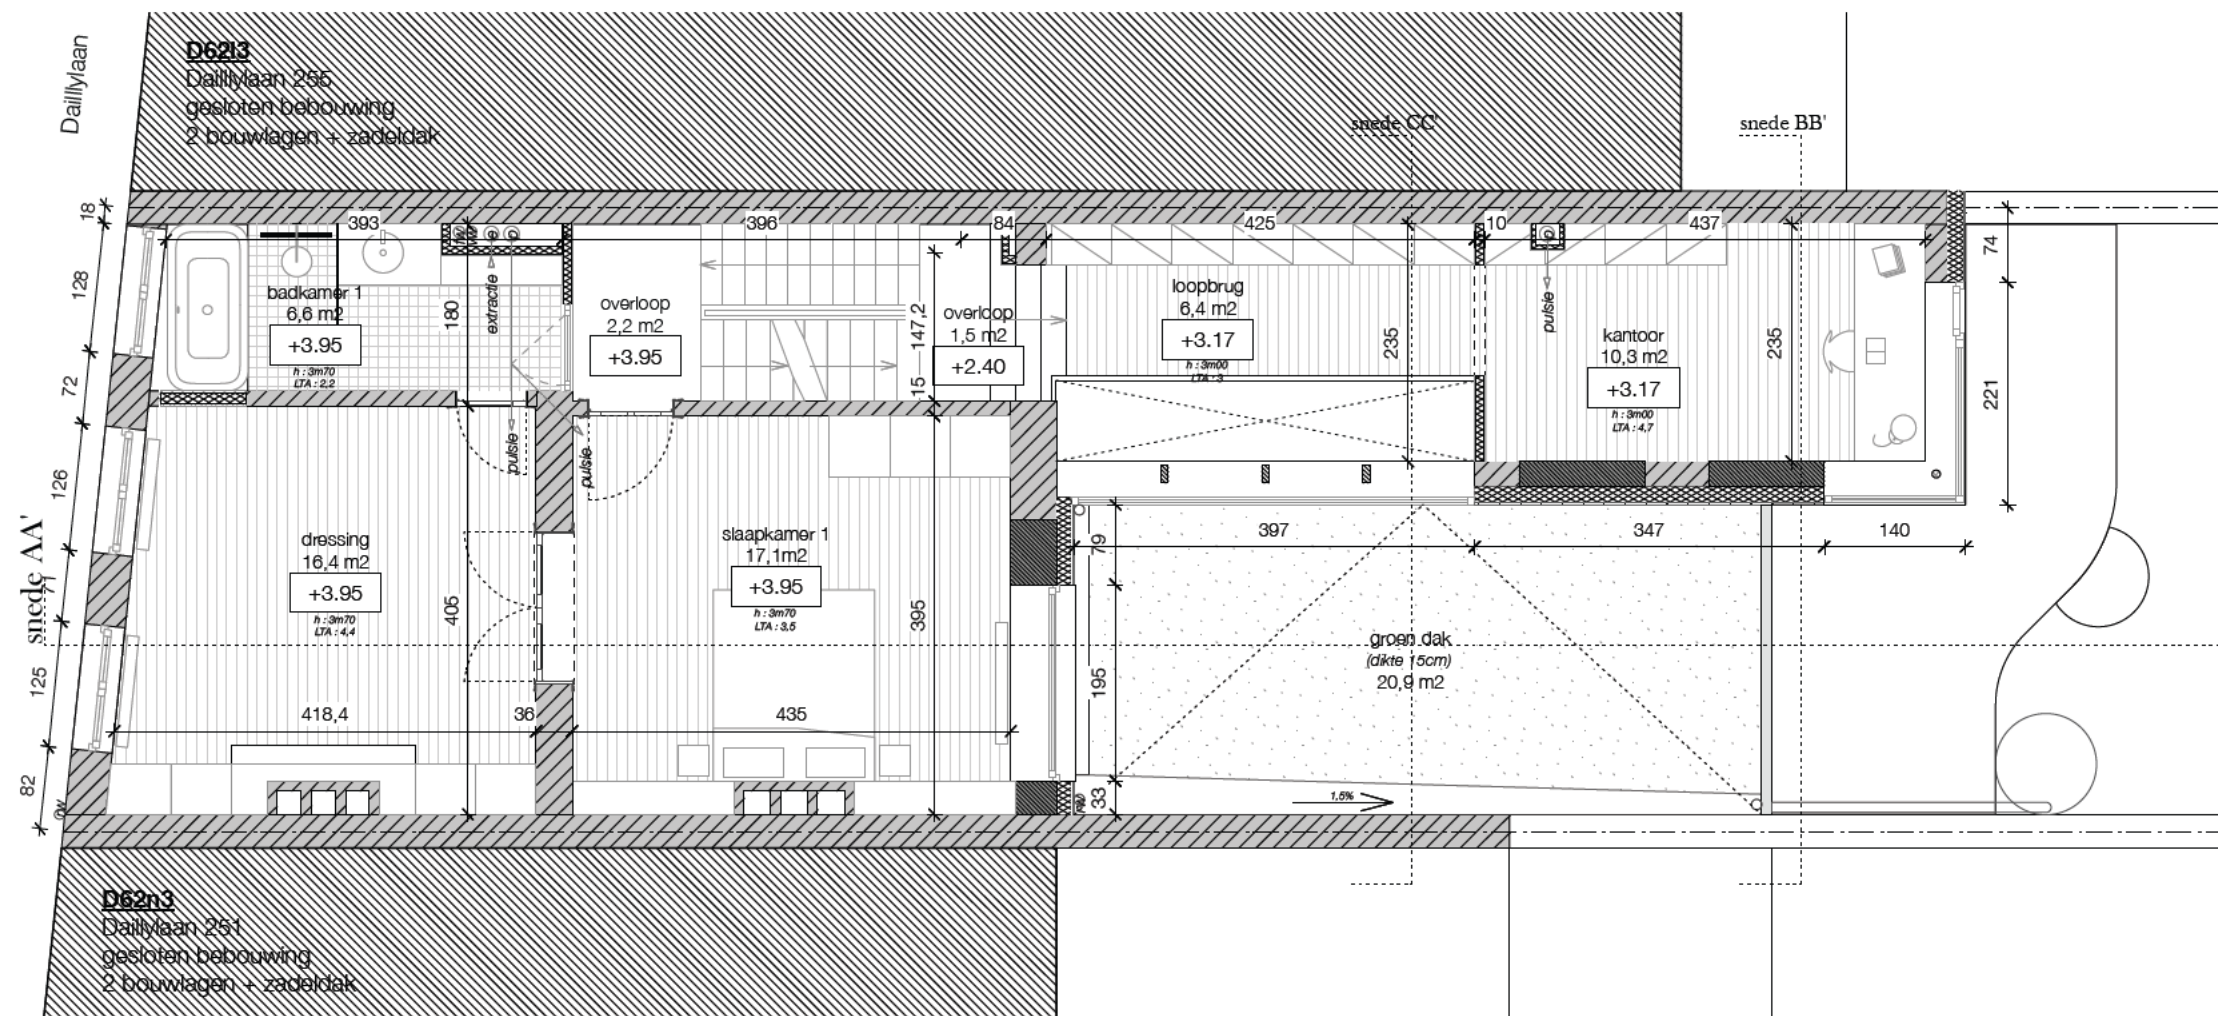 Dailllylaan
D62l3
Dailllylaan 255
gesloten bebouwing
2 bouwlagen + zadeldak
snede CC'
snede BB'
18
393
396
84
425
10
437
74
128
72
126
71
125
82
badkamer 1
6,6 m2
+3.95
h : 3m70
LTA : 2,2
180
extractie
e
p
overloop
2,2 m2
+3.95
147,2
15
overloop
1,5 m2
+2.40
loopbrug
6,4 m2
+3.17
h : 3m00
LTA : 3
235
p
pulsie
kantoor
10,3 m2
+3.17
h : 3m00
LTA : 4,7
235
221
pulsie
pulsie
snede AA'
dressing
16,4 m2
+3.95
h : 3m70
LTA : 4,4
405
slaapkamer 1
17,1m2
+3.95
h : 3m70
LTA : 3,5
395
79
397
347
140
195
groen dak
(dikte 15cm)
20,9 m2
418,4
36
435
33
1,5%
D62n3
Daillylaan 251
gesloten bebouwing
2 bouwlagen + zadeldak